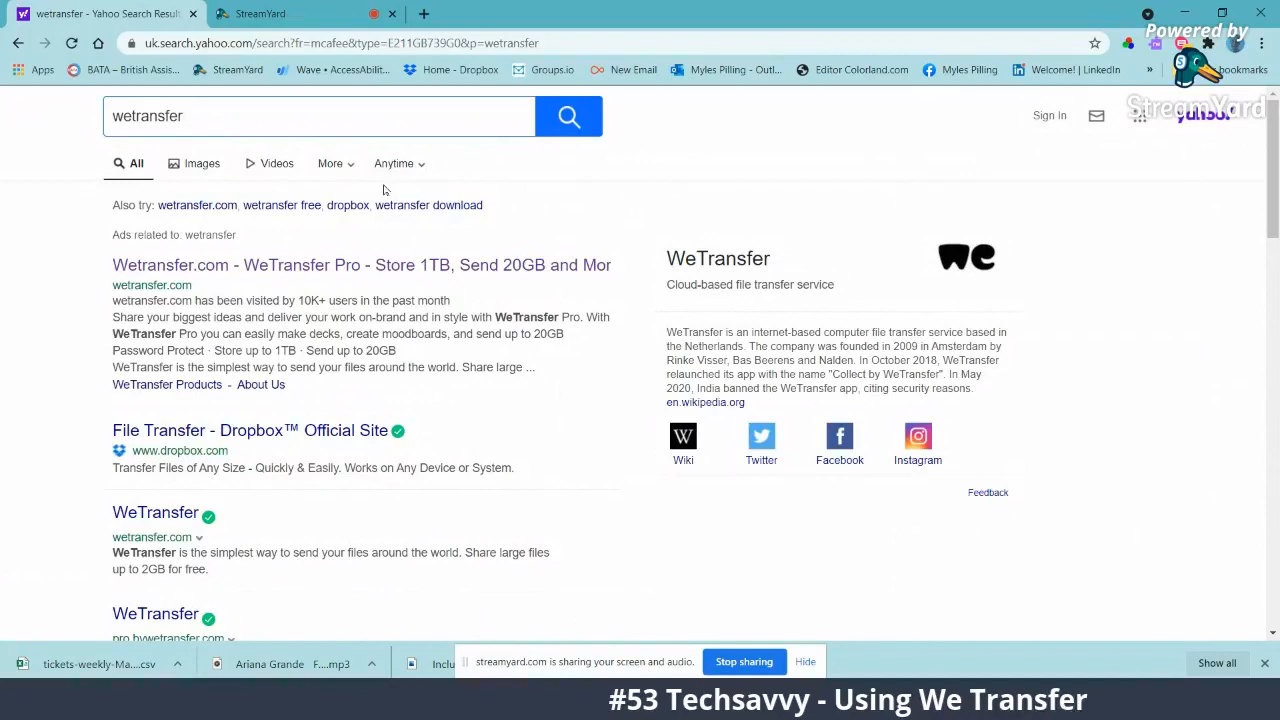 wetransfer - Yahoo Search Result
StreamYard
Powered by
uk.search.yahoo.com/search?fr=mcafee&type=E211GB739G0&p=wetransfer
Apps
BATA – British Assis...
StreamYard
Wave • AccessAbilit...
Home - Dropbox
Groups.io
New Email
Myles Pilling - Outl...
Editor Colorland.com
Myles Pilling
Welcome! | LinkedIn
»
bookmarks
StreamYard
wetransfer
Sign In
yahoo!
All
Images
Videos
More
Anytime
Also try: wetransfer.com, wetransfer free, dropbox, wetransfer download
Ads related to: wetransfer
Wetransfer.com - WeTransfer Pro - Store 1TB, Send 20GB and Mor
wetransfer.com
wetransfer.com has been visited by 10K+ users in the past month
Share your biggest ideas and deliver your work on-brand and in style with WeTransfer Pro. With
WeTransfer Pro you can easily make decks, create moodboards, and send up to 20GB
Password Protect · Store up to 1TB · Send up to 20GB
WeTransfer is the simplest way to send your files around the world. Share large ...
WeTransfer Products - About Us
File Transfer - Dropbox™ Official Site
www.dropbox.com
Transfer Files of Any Size - Quickly & Easily. Works on Any Device or System.
WeTransfer
wetransfer.com
WeTransfer is the simplest way to send your files around the world. Share large files
up to 2GB for free.
WeTransfer
pro.bywetransfer.com
WeTransfer
we
Cloud-based file transfer service
WeTransfer is an internet-based computer file transfer service based in
the Netherlands. The company was founded in 2009 in Amsterdam by
Rinke Visser, Bas Beerens and Nalden. In October 2018, WeTransfer
relaunched its app with the name "Collect by WeTransfer". In May
2020, India banned the WeTransfer app, citing security reasons.
en.wikipedia.org
W
Wiki
Twitter
Facebook
Instagram
Feedback
tickets-weekly-Ma....csv
Ariana Grande_F....mp3
Inclu
streamyard.com is sharing your screen and audio.
Stop sharing
Hide
Show all
#53 Techsavvy - Using We Transfer